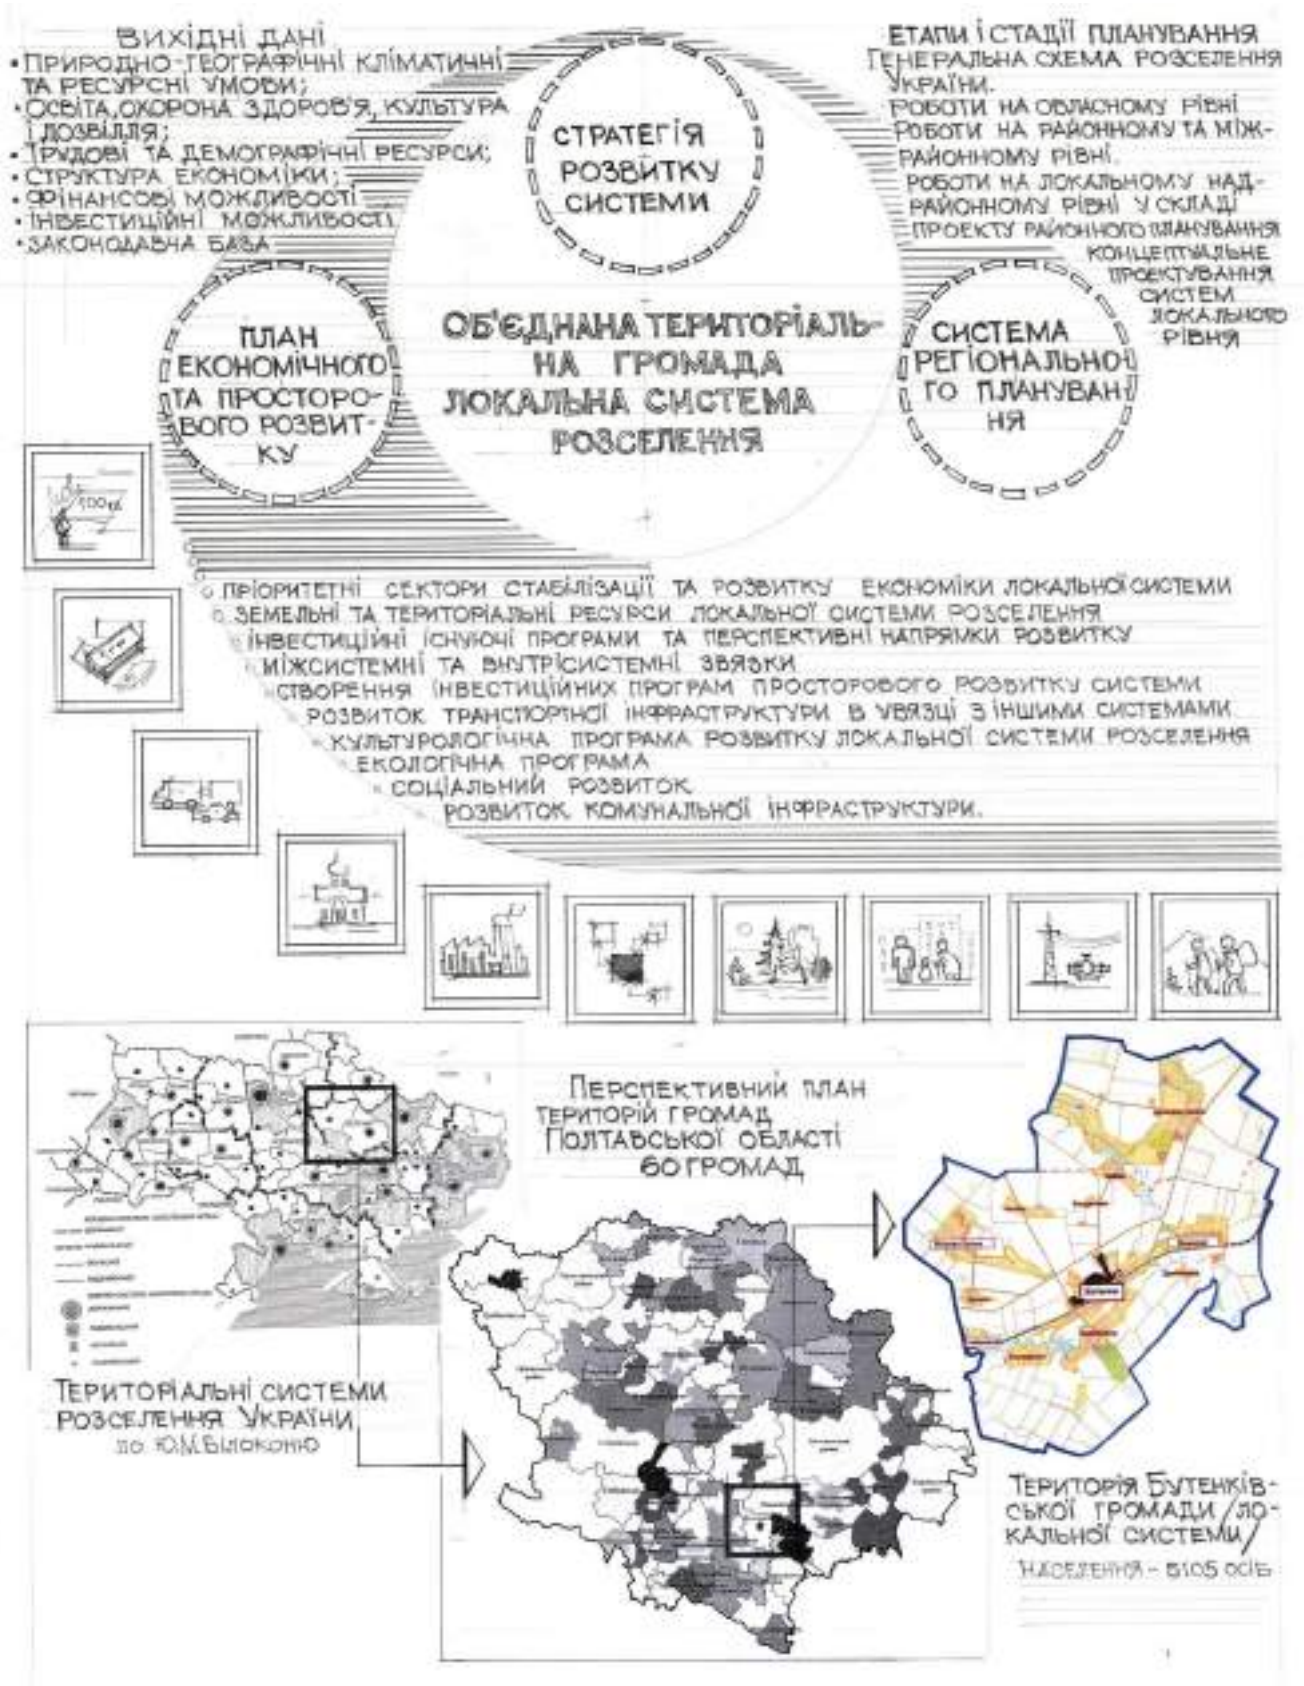 ВИХІДНІ ДАНІ
• ПРИРОДНО-ГЕОГРАФІЧНІ КЛІМАТИЧНІ
ТА РЕСУРСНІ УМОВИ;
• ОСВІТА, ОХОРОНА ЗДОРОВ'Я, КУЛЬТУРА
І ДОЗВІЛЛЯ;
• ТРУДОВІ ТА ДЕМОГРАФІЧНІ РЕСУРСИ;
• СТРУКТУРА ЕКОНОМІКИ;
• ФІНАНСОВІ МОЖЛИВОСТІ
• ІНВЕСТИЦІЙНІ МОЖЛИВОСТІ
• ЗАКОНОДАВЧА БАЗА
СТРАТЕГІЯ
РОЗВИТКУ
СИСТЕМИ
ЕТАПИ І СТАДІЇ ПЛАНУВАННЯ
ГЕНЕРАЛЬНА СХЕМА РОЗСЕЛЕННЯ
УКРАЇНИ.
РОБОТИ НА ОБЛАСНОМУ РІВНІ
РОБОТИ НА РАЙОННОМУ ТА МІЖ-
РАЙОННОМУ РІВНІ.
РОБОТИ НА ЛОКАЛЬНОМУ НАД-
РАЙОННОМУ РІВНІ У СКЛАДІ
ПРОЕКТУ РАЙОННОГО ПЛАНУВАННЯ
КОНЦЕПТУАЛЬНЕ
ПРОЕКТУВАННЯ
СИСТЕМ
ЛОКАЛЬНОГО
РІВНЯ
ПЛАН
ЕКОНОМІЧНОГО
ТА ПРОСТОРО-
ВОГО РОЗВИТ-
КУ
ОБ'ЄДНАНА ТЕРИТОРІАЛЬ-
НА ГРОМАДА
ЛОКАЛЬНА СИСТЕМА
РОЗСЕЛЕННЯ
СИСТЕМА
РЕГІОНАЛЬНО
ГО ПЛАНУВАН
НЯ
ПРІОРИТЕТНІ СЕКТОРИ СТАБІЛІЗАЦІЇ ТА РОЗВИТКУ ЕКОНОМІКИ ЛОКАЛЬНОЇ СИСТЕМИ
ЗЕМЕЛЬНІ ТА ТЕРИТОРІАЛЬНІ РЕСУРСИ ЛОКАЛЬНОЇ СИСТЕМИ РОЗСЕЛЕННЯ
ІНВЕСТИЦІЙНІ ІСНУЮЧІ ПРОГРАМИ ТА ПЕРСПЕКТИВНІ НАПРЯМКИ РОЗВИТКУ
МІЖСИСТЕМНІ ТА ВНУТРІСИСТЕМНІ ЗВЯЗКИ
СТВОРЕННЯ ІНВЕСТИЦІЙНИХ ПРОГРАМ ПРОСТОРОВОГО РОЗВИТКУ СИСТЕМИ
РОЗВИТОК ТРАНСПОРТНОЇ ІНФРАСТРУКТУРИ В УВЯЗЦІ З ІНШИМИ СИСТЕМАМИ
КУЛЬТУРОЛОГІЧНА ПРОГРАМА РОЗВИТКУ ЛОКАЛЬНОЇ СИСТЕМИ РОЗСЕЛЕННЯ
ЕКОЛОГІЧНА ПРОГРАМА
СОЦІАЛЬНИЙ РОЗВИТОК
РОЗВИТОК КОМУНАЛЬНОЇ ІНФРАСТРУКТУРИ.
ПЕРСПЕКТИВНИЙ ПЛАН
ТЕРИТОРІЙ ГРОМАД
ПОЛТАВСЬКОЇ ОБЛАСТІ
60 ГРОМАД
ТЕРИТОРІАЛЬНІ СИСТЕМИ
РОЗСЕЛЕННЯ УКРАЇНИ
по Ю.М.БІЛОКОНЮ
ТЕРИТОРІЯ БУТЕНКІВ-
СЬКОЇ ГРОМАДИ /ЛО-
КАЛЬНОЇ СИСТЕМИ/
НАСЕЛЕННЯ – 5105 ОСІБ